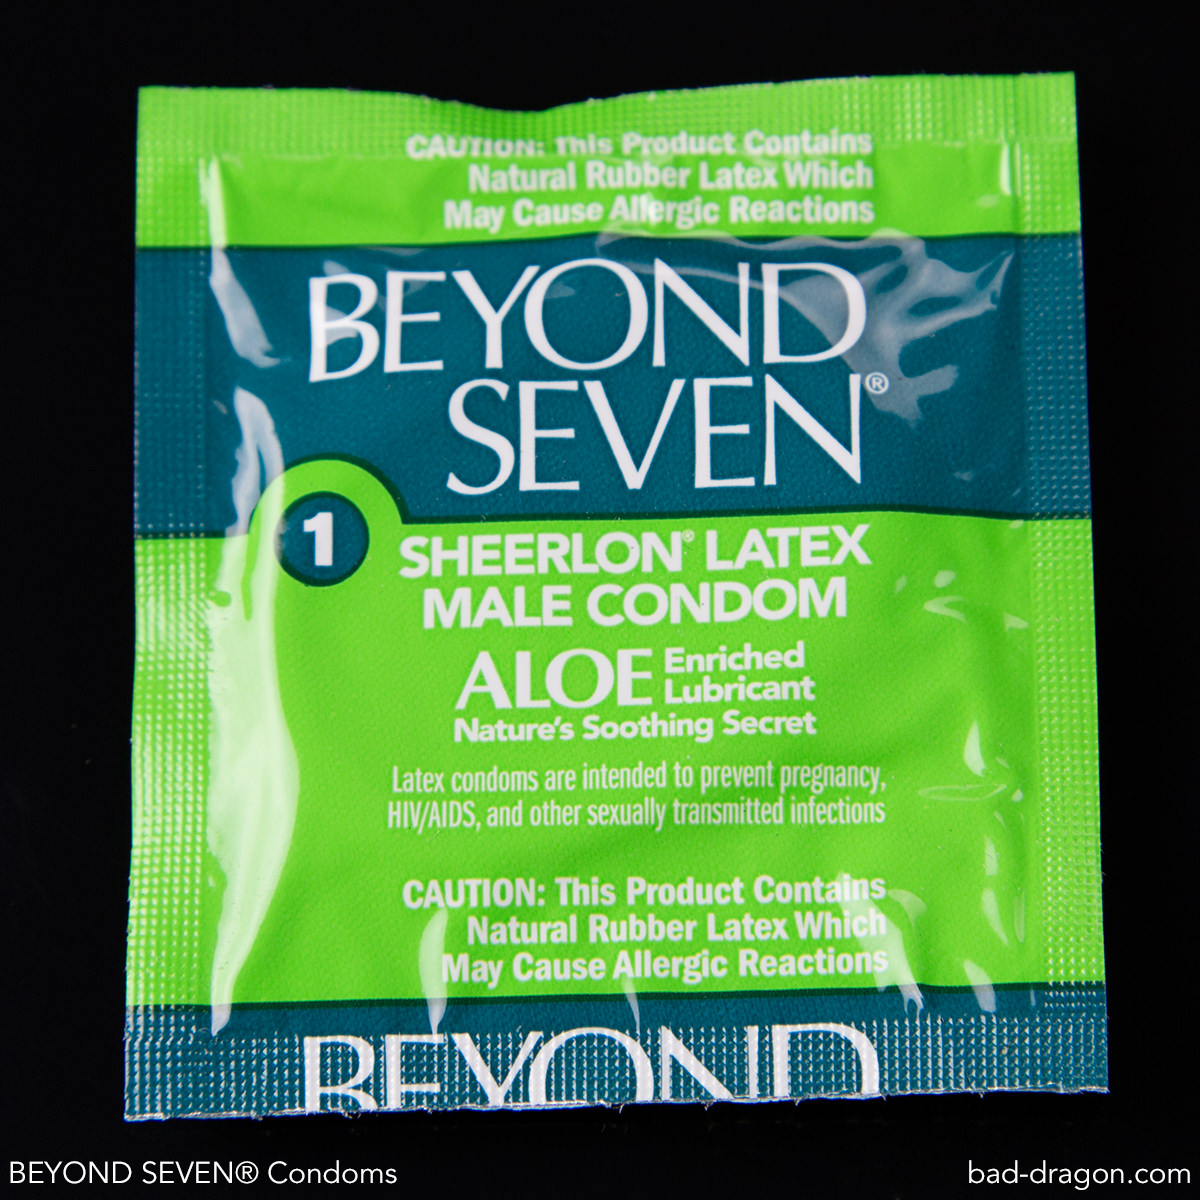 CAUTION: This Product Contains
Natural Rubber Latex Which
May Cause Allergic Reactions
BEYOND
SEVEN®
1
SHEERLON® LATEX
MALE CONDOM
ALOE Enriched
Lubricant
Nature's Soothing Secret
Latex condoms are intended to prevent pregnancy,
HIV/AIDS, and other sexually transmitted infections
CAUTION: This Product Contains
Natural Rubber Latex Which
May Cause Allergic Reactions
BEYOND
BEYOND SEVEN® Condoms
bad-dragon.com